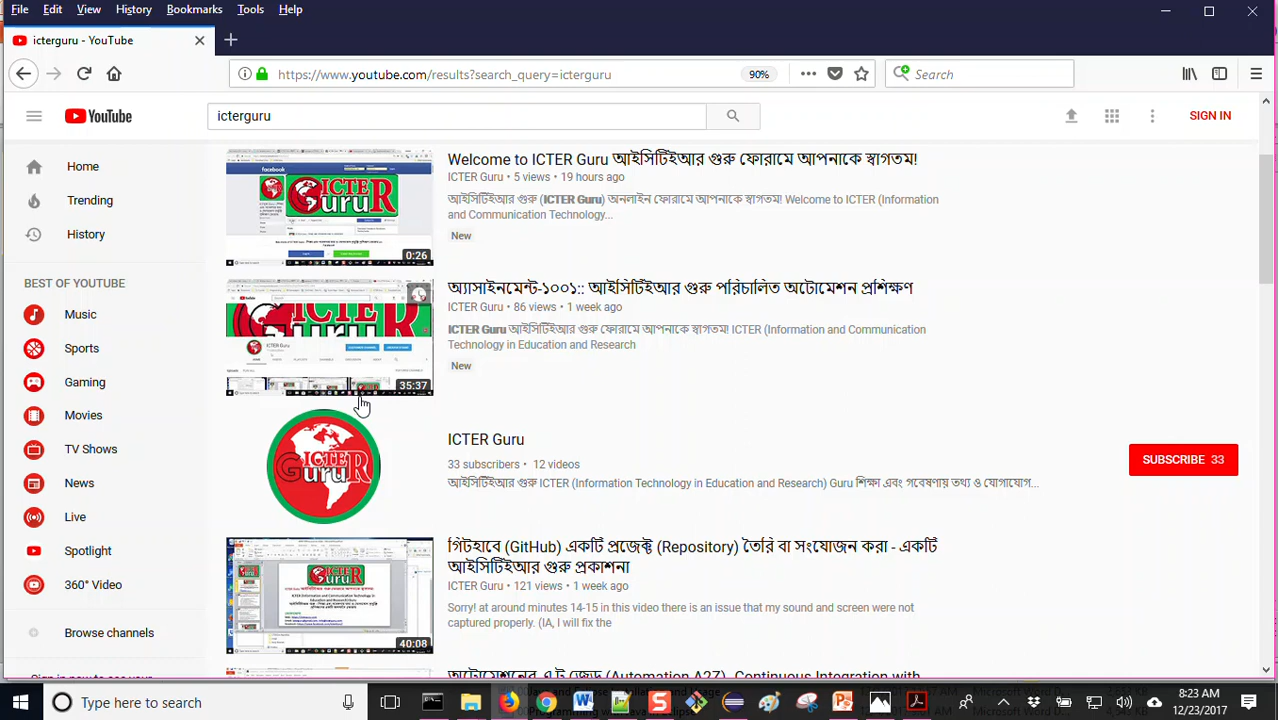 File Edit View History Bookmarks Tools Help
icterguru - YouTube
https://www.youtube.com/results?search_query=icterguru 90% Search
YouTube icterguru SIGN IN
Home
Trending
History
BEST OF YOUTUBE
Music
Sports
Gaming
Movies
TV Shows
News
Live
Spotlight
360° Video
Browse channels
facebook
ICTER GuruR
0:26
Welcome to ICTER Guru আইসিটিইআর গুরু ফোরামে আপনাকে স্বাগতম!
ICTER Guru • 5 views • 19 hours ago
আইসিটিইআর গুরু (ICTER Guru) অনলাইন ফোরামে আপনাকে স্বাগতম! Welcome to ICTER (Information
and Communication Technology...
New
35:37
অ্যাসাইনমেন্ট-১০০১:: আইসিটিইআর গুরু পরিচালিত অটোমেশন প্রশিক্ষণ
ICTER Guru • 86 views • 1 week ago
ICTER Guru আইসিটিইআর গুরু ফোরামে আপনাকে স্বাগতম! ICTER (Information and Communication
Technology in Education and Research
New
ICTER
Guru
ICTER Guru
33 subscribers • 12 videos
আইসিটিইআর গুরু ICTER (Information Technology in Education and Research) Guru শিক্ষা এবং গবেষণায় তথ্য ও যোগাযোগ...
SUBSCRIBE 33
40:08
গিটহাবে (GitHub) একটি প্রজেক্ট (Repository) তৈরি বা সংযোজন করা - একটি
আইসিটিইআর গুরু প্রকাশনা
ICTER Guru • 121 views • 1 week ago
Sorry! Around minutes 14-15 in this video there is an issue that my sound and screen were not
captured properly. (IA, I will fix the
Type here to search
8:23 AM
12/23/2017